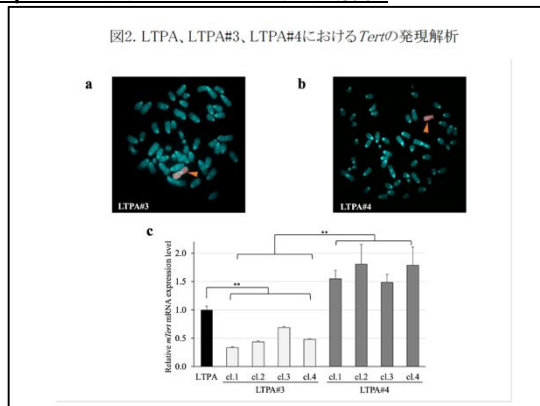 図2. LTPA、LTPA#3、LTPA#4におけるTertの発現解析
a
b
LTPA#3
LTPA#4
c
Relative mTert mRNA expression level
2.0
1.5
1.0
0.5
0.0
**
**
LTPA cl.1 cl.2 cl.3 cl.4 cl.1 cl.2 cl.3 cl.4
LTPA#3 LTPA#4